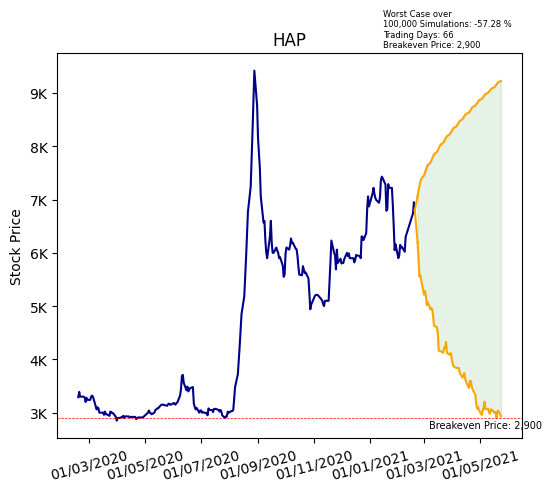 Worst Case over
100,000 Simulations: -57.28 %
Trading Days: 66
Breakeven Price: 2,900
HAP
Stock Price
9K
8K
7K
6K
5K
4K
3K
Breakeven Price: 2,900
01/03/2020
01/05/2020
01/07/2020
01/09/2020
01/11/2020
01/01/2021
01/03/2021
01/05/2021